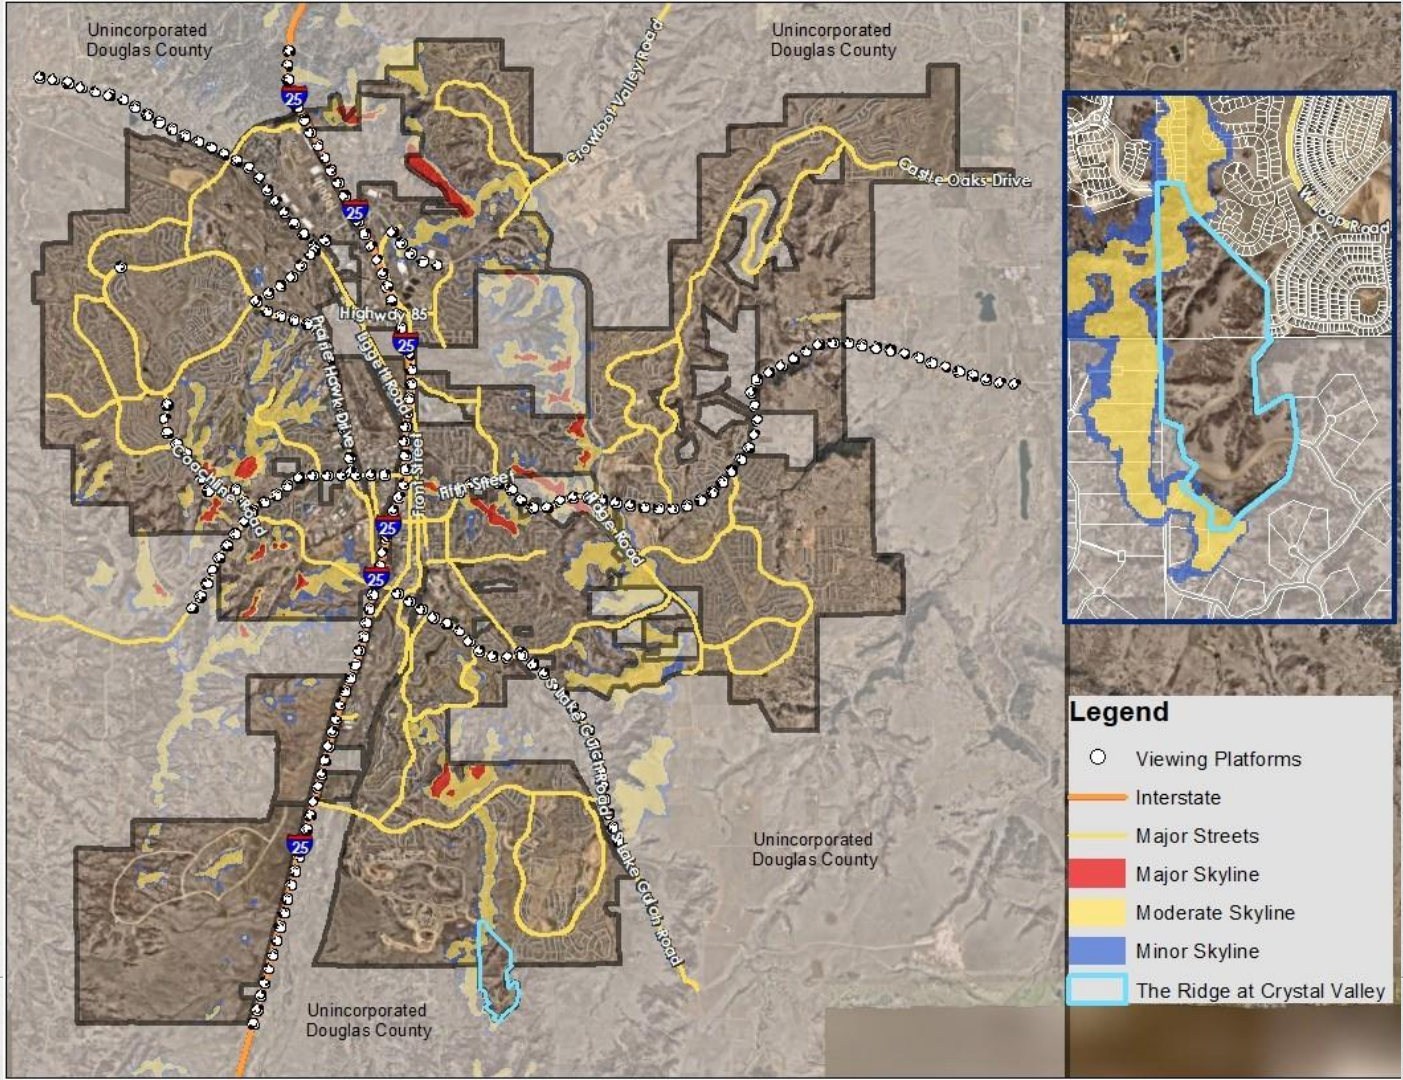 Unincorporated
Douglas County
Unincorporated
Douglas County
Crowfoot Valley Road
25
Castle Oaks Drive
25
Highway 85
25
Prairie Hawk Drive
Liggett Road
Front Street
Fifth Street
Coachline Road
Ridge Road
25
25
S Lake Gulch Road
S Lake Gulch Road
25
Unincorporated
Douglas County
Unincorporated
Douglas County
Legend
Viewing Platforms
Interstate
Major Streets
Major Skyline
Moderate Skyline
Minor Skyline
The Ridge at Crystal Valley